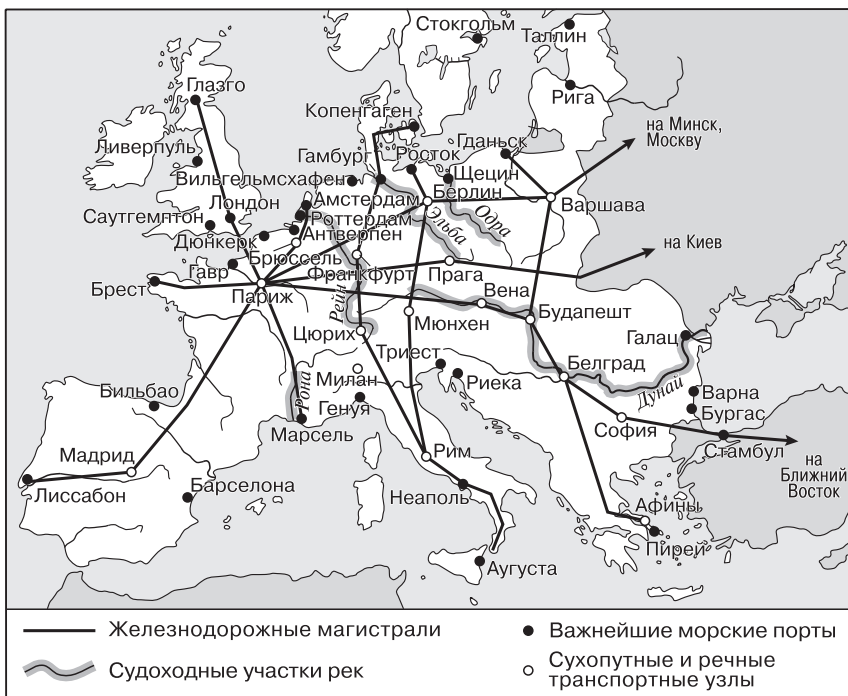 Стокгольм
Таллин
Глазго
Рига
Копенгаген
на Минск,
Москву
Ливерпуль
Гамбург
Росток
Гданьск
Вильгельмсхафен
Щецин
Лондон
Амстердам
Берлин
Варшава
Саутгемптон
Роттердам
Эльба
Одра
Дюнкерк
Антверпен
на Киев
Гавр
Брюссель
Франкфурт
Прага
Брест
Париж
Рейн
Вена
Будапешт
Цюрих
Мюнхен
Галац
Триест
Белград
Милан
Риека
Дунай
Варна
Бильбао
Рона
Генуя
Бургас
Марсель
София
Мадрид
Рим
Стамбул
на
Ближний
Восток
Лиссабон
Барселона
Неаполь
Афины
Пирей
Аугуста
Железнодорожные магистрали
Важнейшие морские порты
Судоходные участки рек
Сухопутные и речные
транспортные узлы